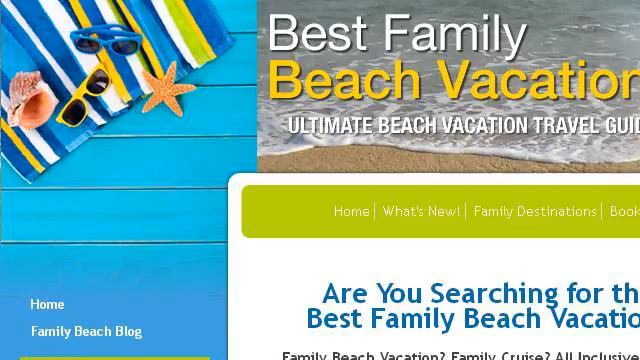 Best Family
Beach Vacation
ULTIMATE BEACH VACATION TRAVEL GUID
Home
What's New!
Family Destinations
Book
Are You Searching for th
Best Family Beach Vacatio
Home
Family Beach Blog
Family Beach Vacation? Family Cruise? All Inclusive